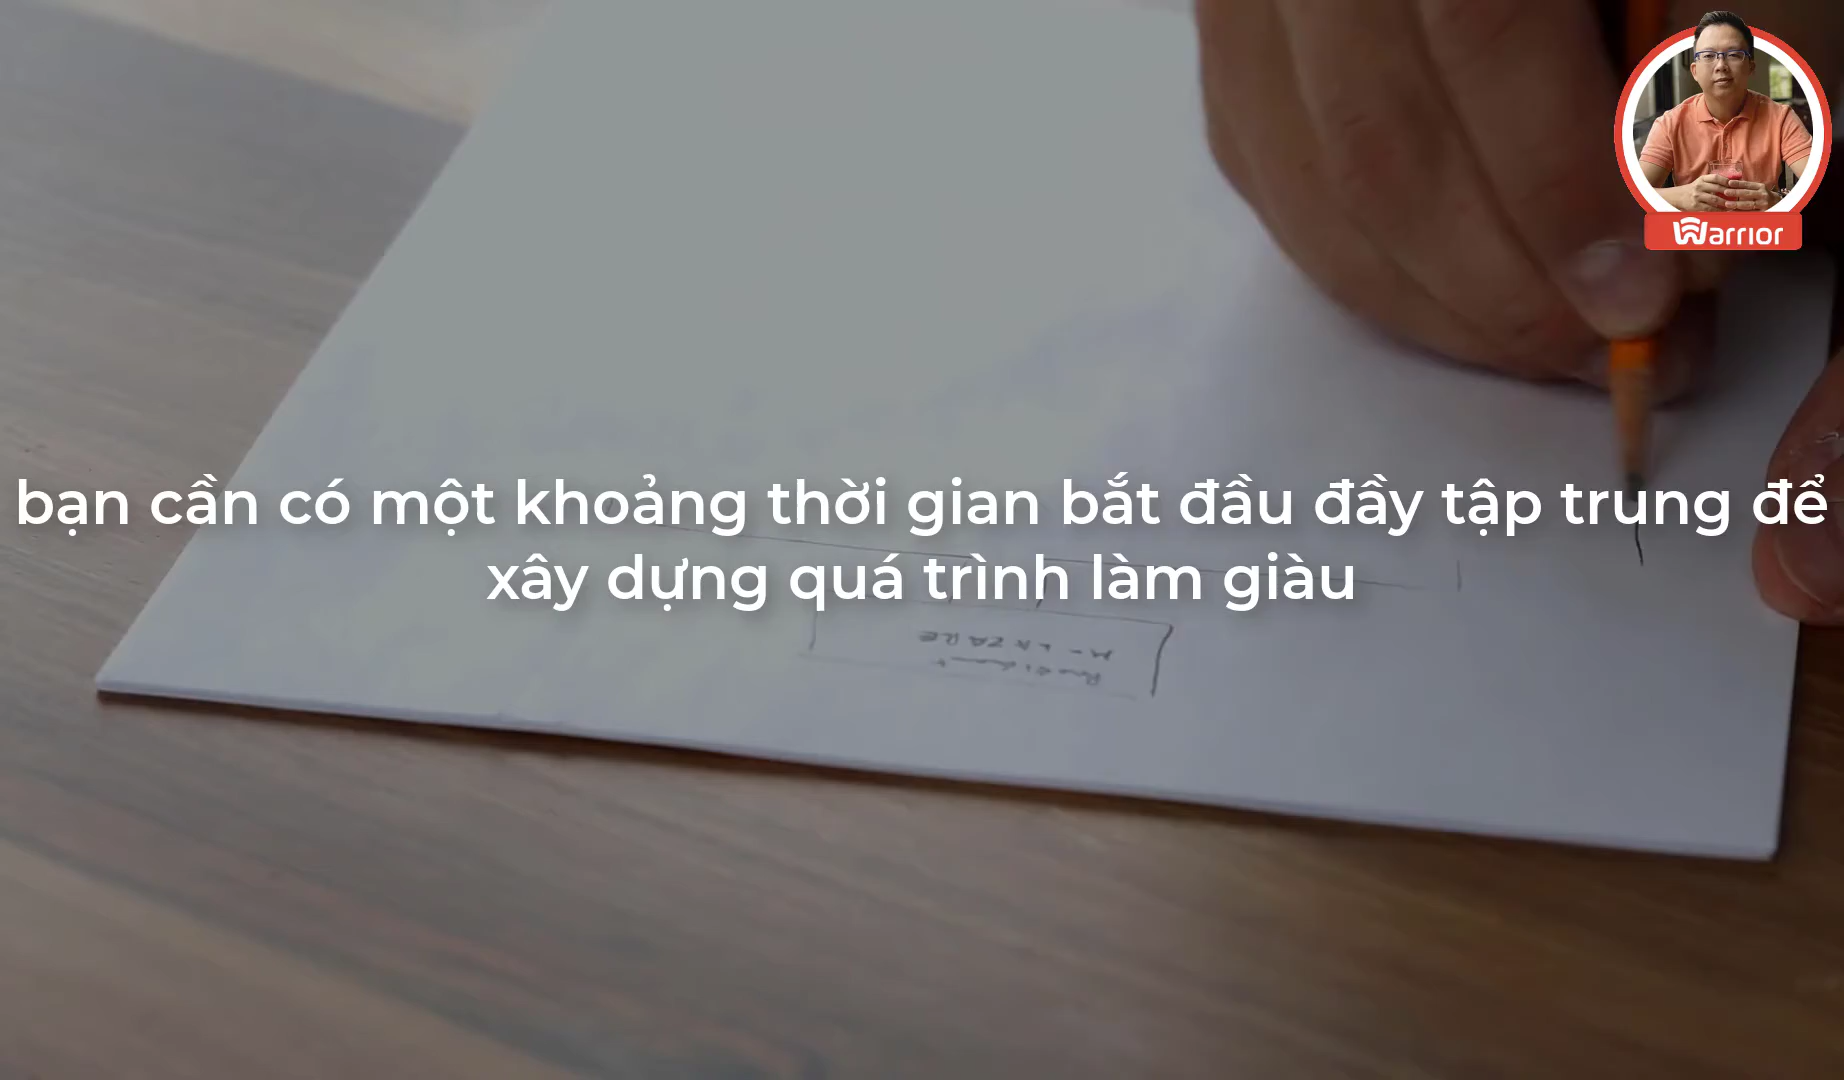 Warrior
bạn cần có một khoảng thời gian bắt đầu đầy tập trung để
xây dựng quá trình làm giàu